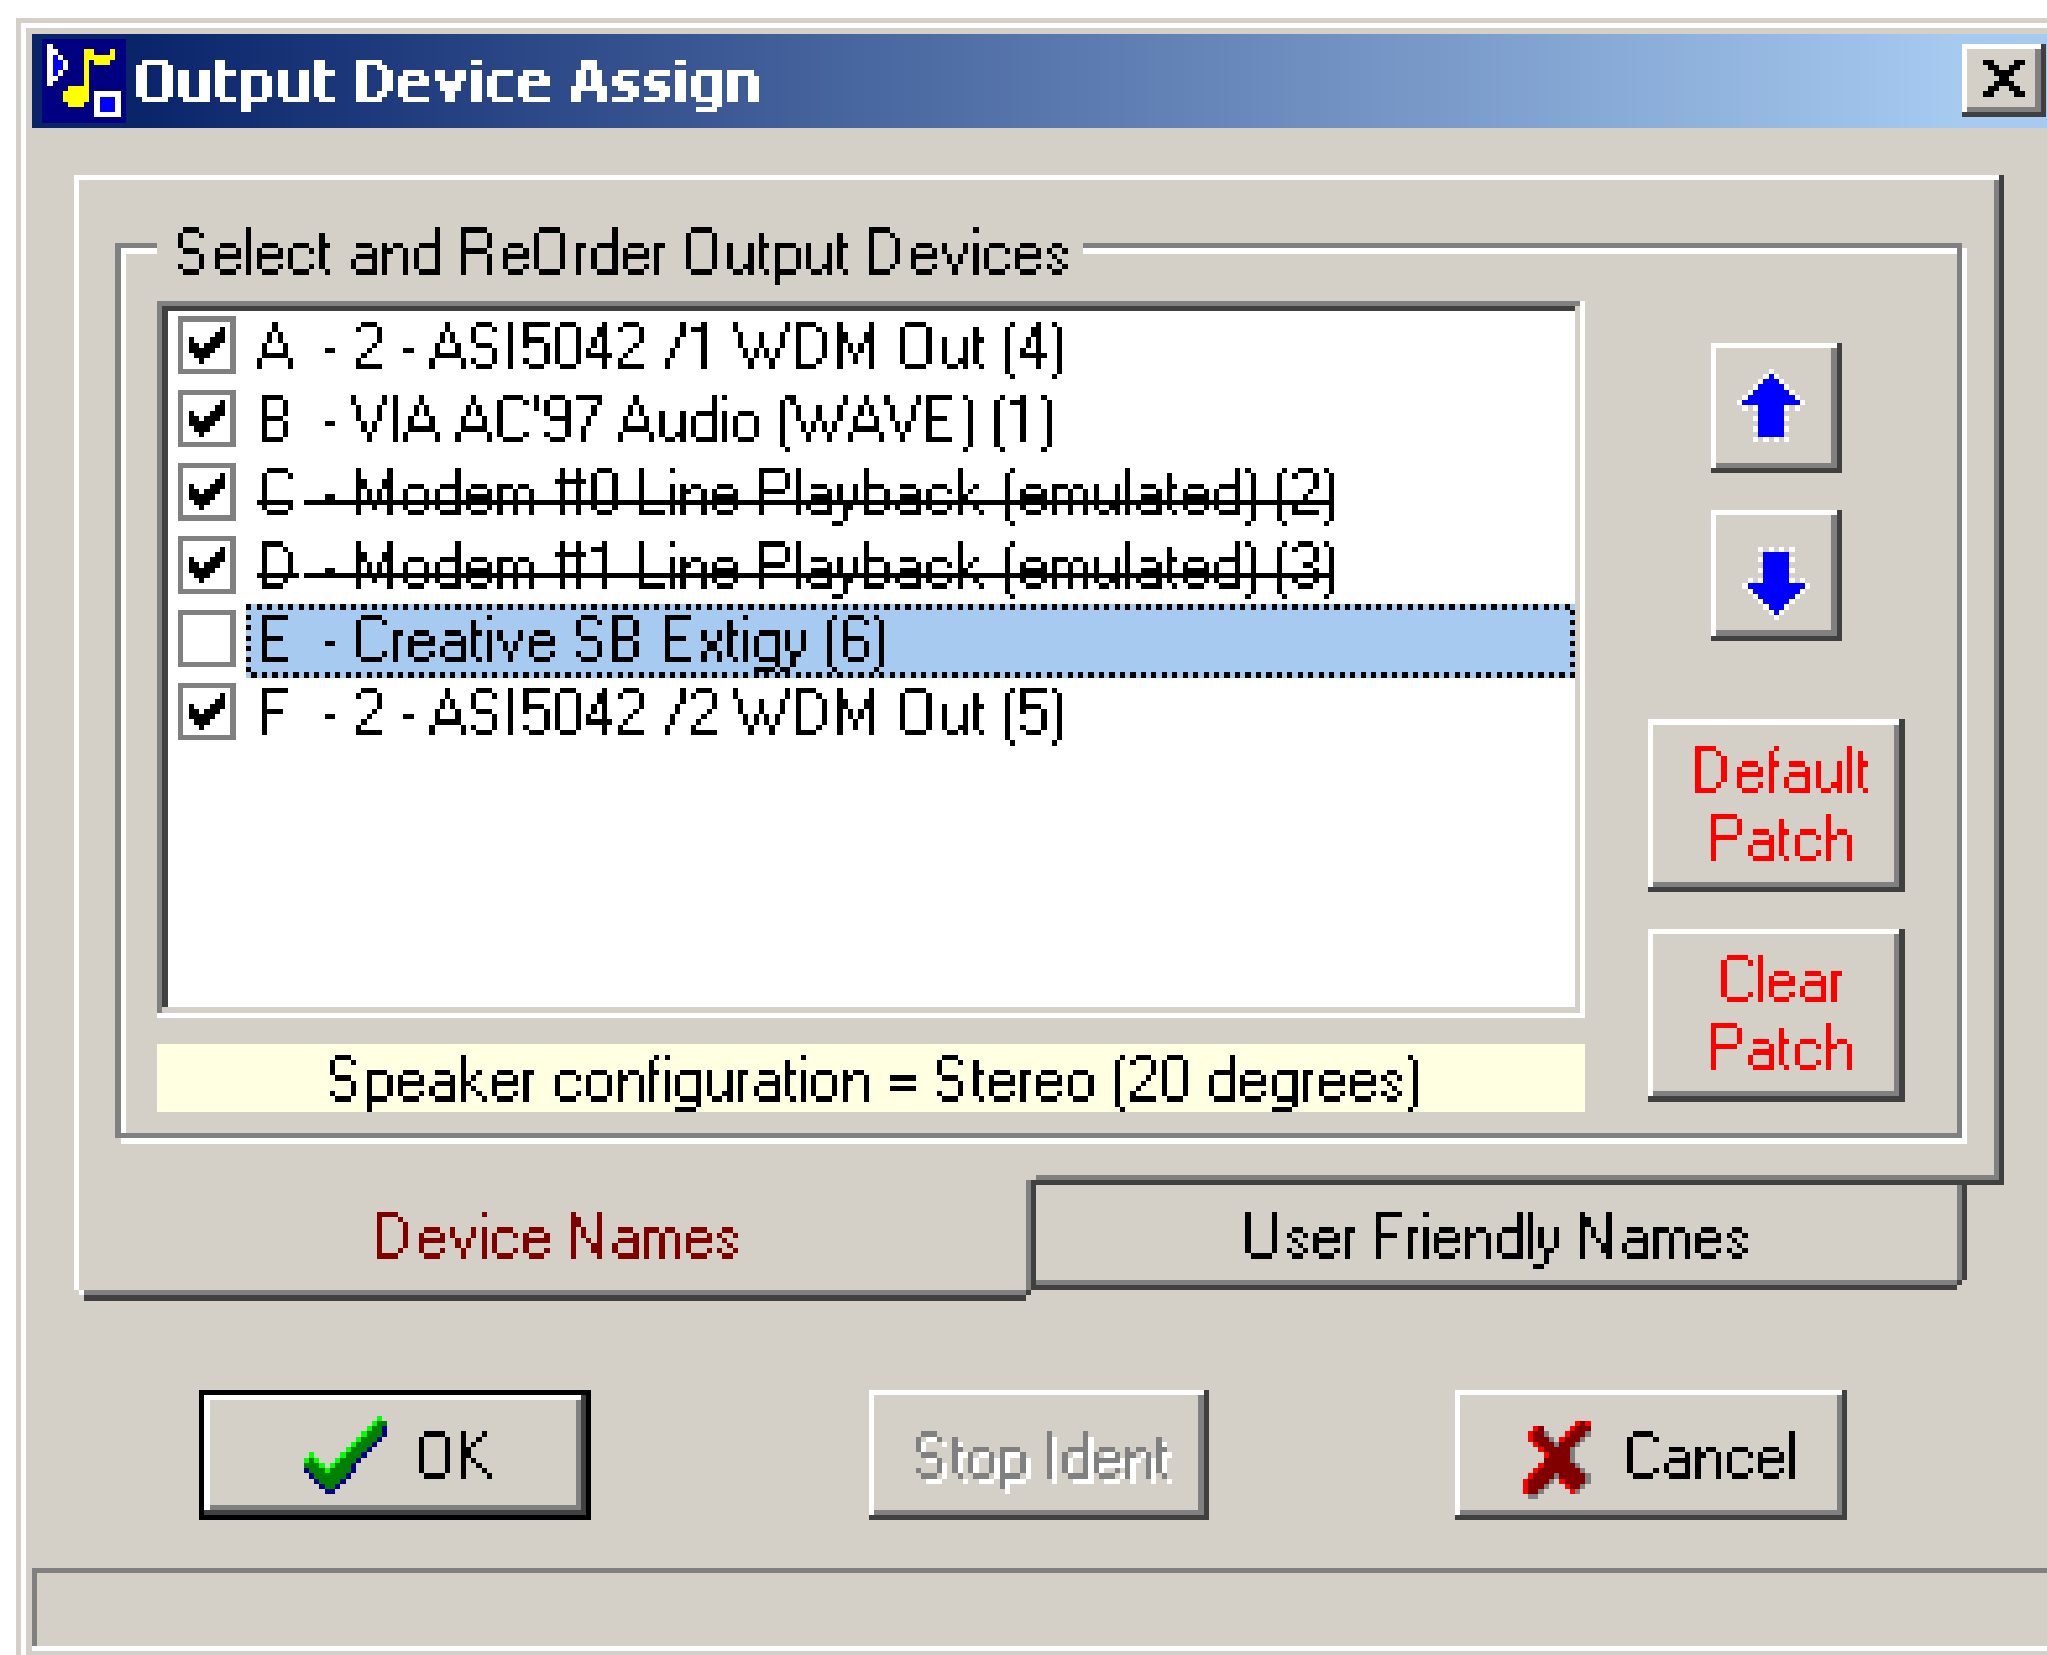 Output Device Assign
Select and ReOrder Output Devices
A - 2 - ASI5042 /1 WDM Out (4)
B - VIA AC'97 Audio (WAVE) (1)
C - Modem #0 Line Playback (emulated) (2)
D - Modem #1 Line Playback (emulated) (3)
E - Creative SB Extigy (6)
F - 2 - ASI5042 /2 WDM Out (5)
Default
Patch
Clear
Patch
Speaker configuration = Stereo (20 degrees)
Device Names
User Friendly Names
OK
Stop Ident
Cancel